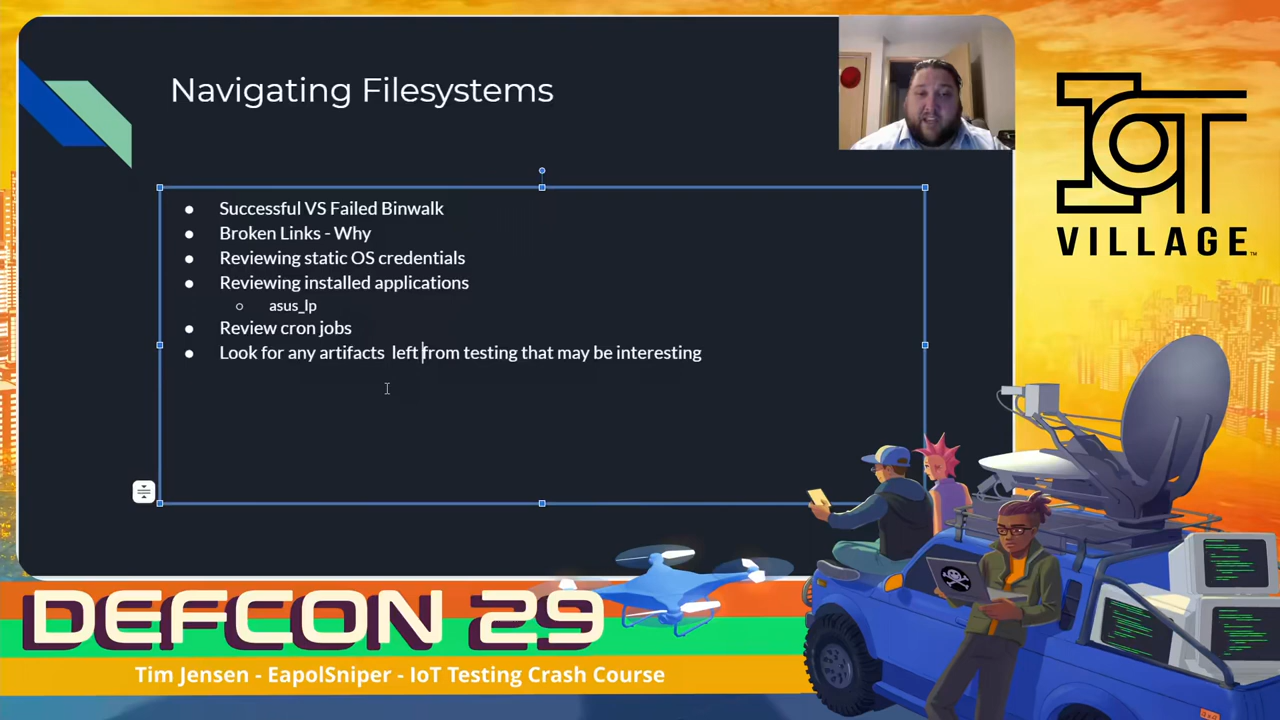 Navigating Filesystems
● Successful VS Failed Binwalk
● Broken Links - Why
● Reviewing static OS credentials
● Reviewing installed applications
○ asus_lp
● Review cron jobs
● Look for any artifacts  left from testing that may be interesting
IOT
VILLAGE™
DEFCON 29
Tim Jensen - EapolSniper - IoT Testing Crash Course